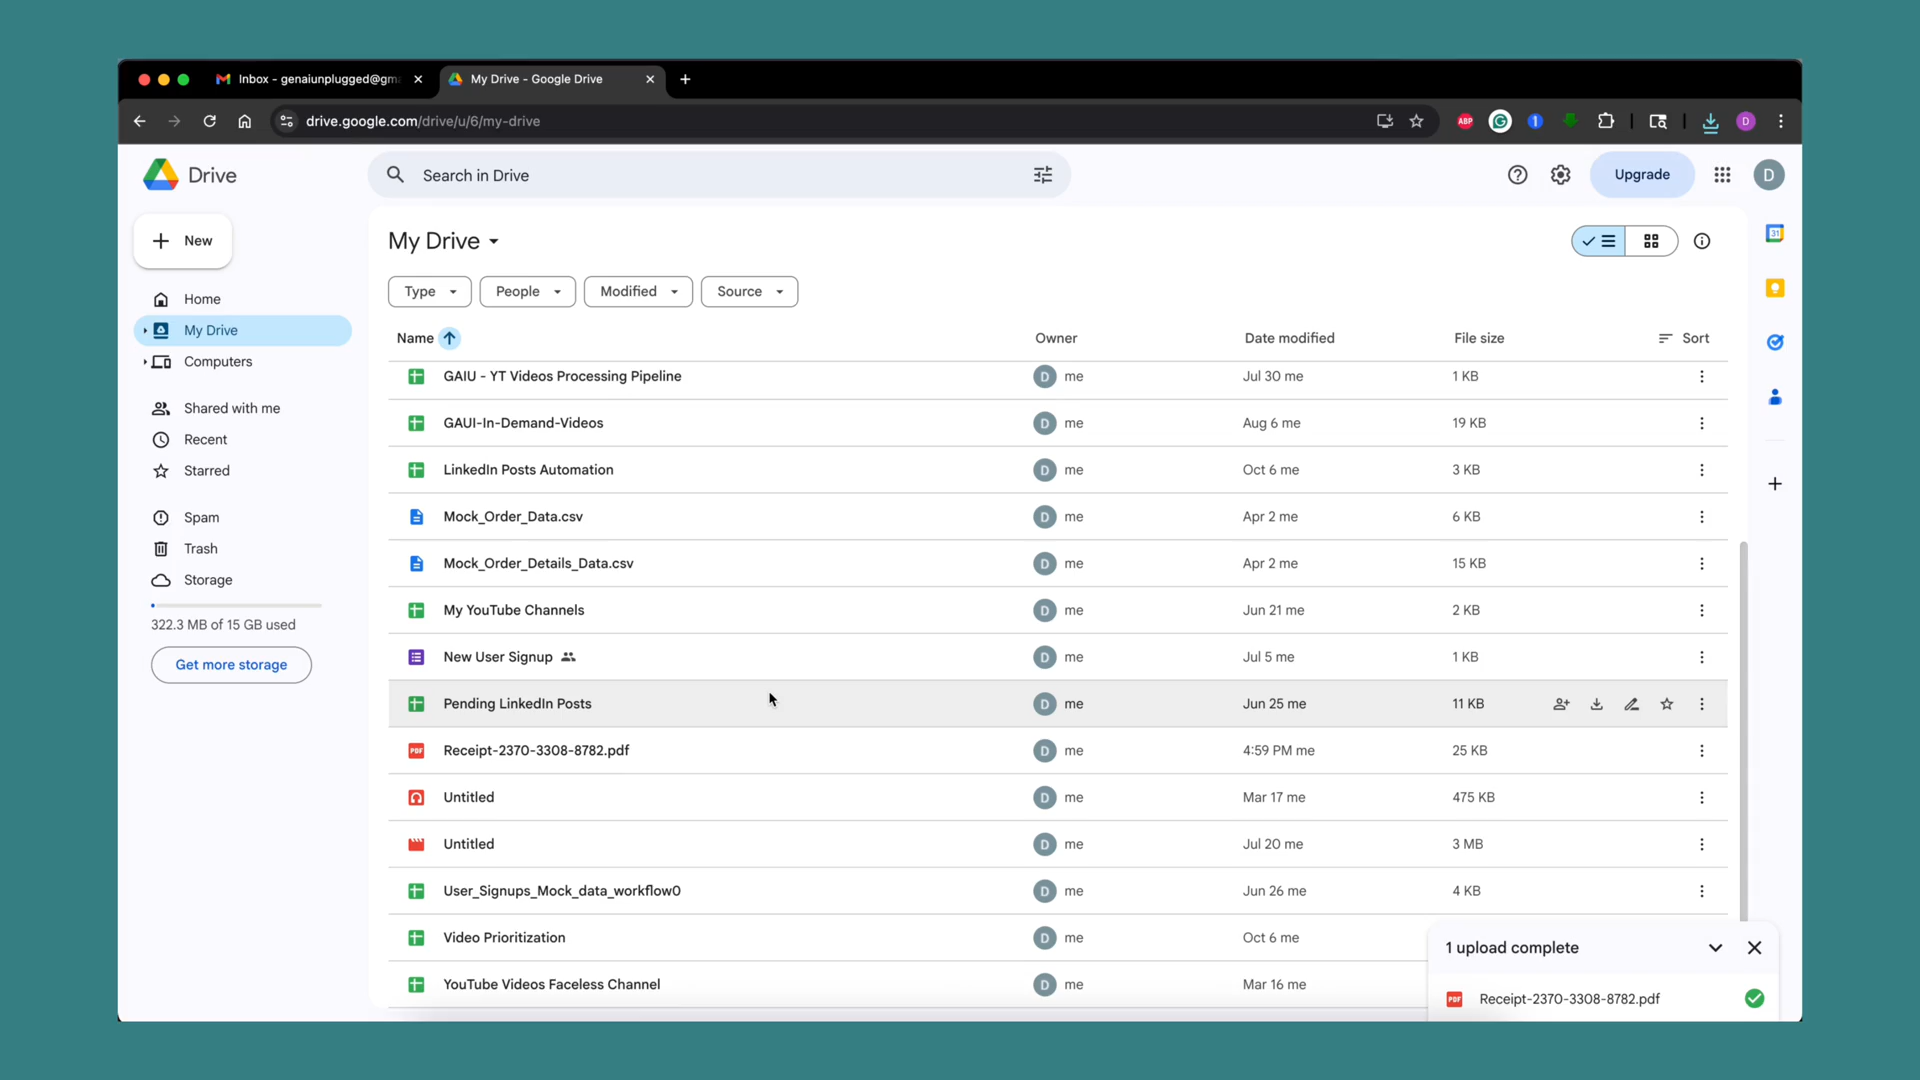 Inbox - genaiunplugged@gm
My Drive - Google Drive
drive.google.com/drive/u/6/my-drive
ABP
1
D
Drive
Search in Drive
Upgrade
D
New
Home
My Drive
Computers
Shared with me
Recent
Starred
Spam
Trash
Storage
322.3 MB of 15 GB used
Get more storage
My Drive
31
Type
People
Modified
Source
Name Owner Date modified File size Sort
GAIU - YT Videos Processing Pipeline D me Jul 30 me 1 KB
GAUI-In-Demand-Videos D me Aug 6 me 19 KB
LinkedIn Posts Automation D me Oct 6 me 3 KB
Mock_Order_Data.csv D me Apr 2 me 6 KB
Mock_Order_Details_Data.csv D me Apr 2 me 15 KB
My YouTube Channels D me Jun 21 me 2 KB
New User Signup D me Jul 5 me 1 KB
Pending LinkedIn Posts D me Jun 25 me 11 KB
PDF Receipt-2370-3308-8782.pdf D me 4:59 PM me 25 KB
Untitled D me Mar 17 me 475 KB
Untitled D me Jul 20 me 3 MB
User_Signups_Mock_data_workflow0 D me Jun 26 me 4 KB
Video Prioritization D me Oct 6 me
YouTube Videos Faceless Channel D me Mar 16 me
1 upload complete
PDF Receipt-2370-3308-8782.pdf